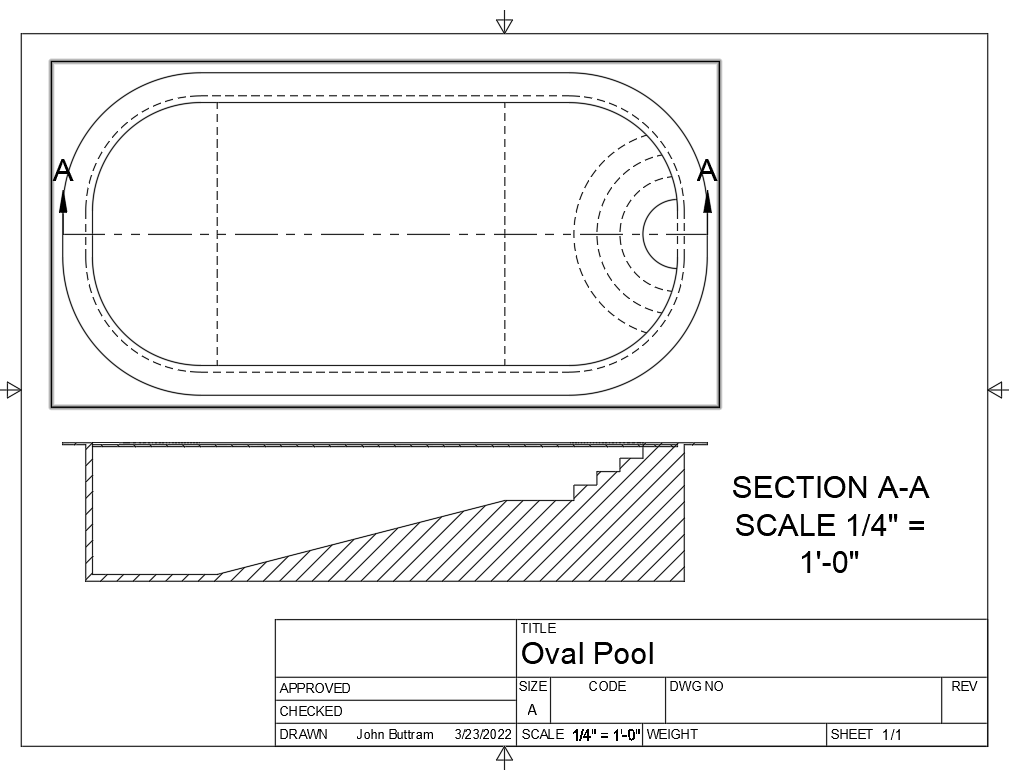 A A
SECTION A-A
SCALE 1/4" =
1'-0"
TITLE
Oval Pool
APPROVED
SIZE CODE DWG NO REV
A
CHECKED
DRAWN John Buttram 3/23/2022 SCALE 1/4" = 1'-0" WEIGHT SHEET 1/1